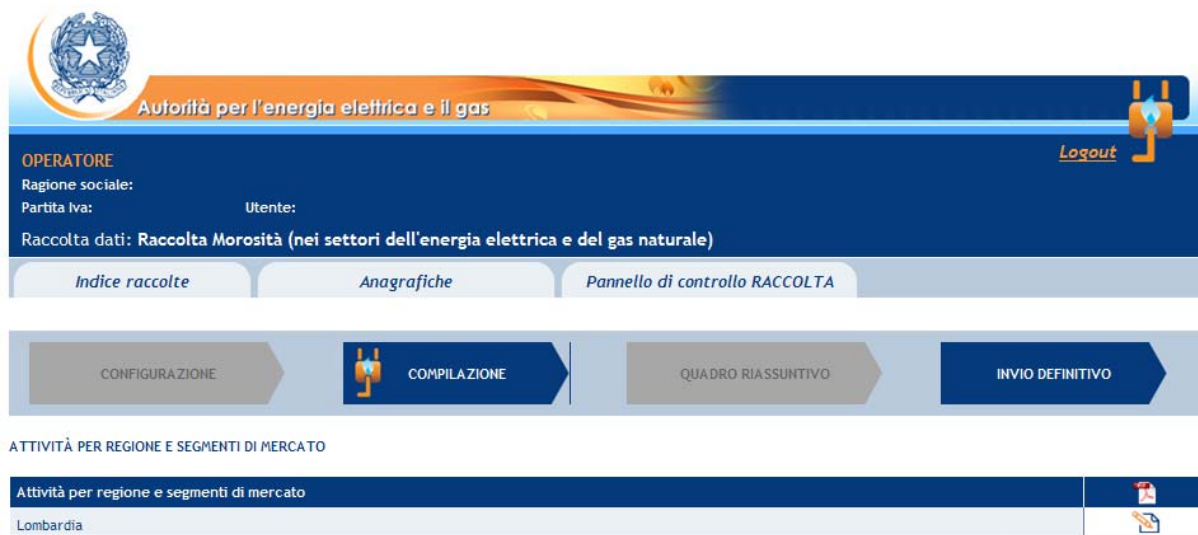 Autorità per l'energia elettrica e il gas
Logout
OPERATORE
Ragione sociale:
Partita Iva: Utente:
Raccolta dati: Raccolta Morosità (nei settori dell'energia elettrica e del gas naturale)
Indice raccolte Anagrafiche Pannello di controllo RACCOLTA
CONFIGURAZIONE COMPILAZIONE QUADRO RIASSUNTIVO INVIO DEFINITIVO
ATTIVITÀ PER REGIONE E SEGMENTI DI MERCATO
Attività per regione e segmenti di mercato
Lombardia